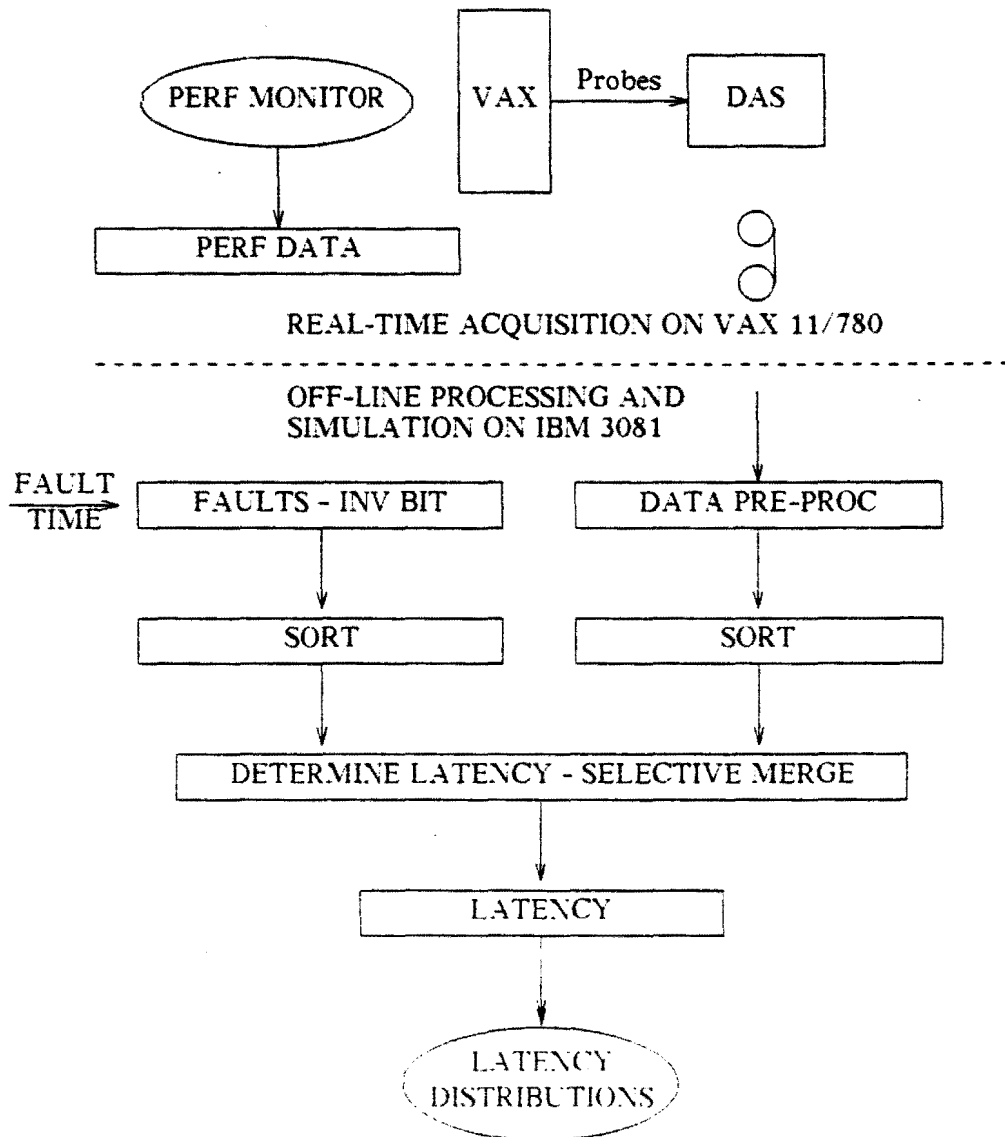 PERF MONITOR
VAX
Probes
DAS
PERF DATA
REAL-TIME ACQUISITION ON VAX 11/780
OFF-LINE PROCESSING AND
SIMULATION ON IBM 3081
FAULT
TIME
FAULTS - INV BIT
DATA PRE-PROC
SORT
SORT
DETERMINE LATENCY - SELECTIVE MERGE
LATENCY
LATENCY
DISTRIBUTIONS